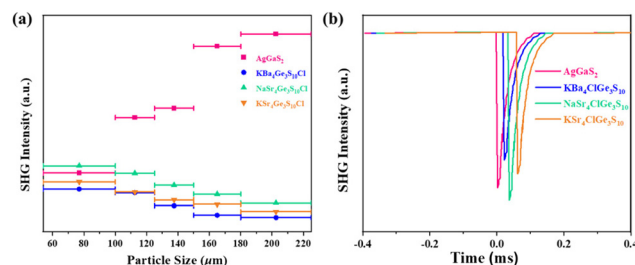 (a)
SHG Intensity (a.u.)
AgGaS₂
KBa₄Ge₃S₁₀Cl
NaSr₄Ge₃S₁₀Cl
KSr₄Ge₃S₁₀Cl
60 80 100 120 140 160 180 200 220
Particle Size (μm)
(b)
SHG Intensity (a.u.)
AgGaS₂
KBa₄ClGe₃S₁₀
NaSr₄ClGe₃S₁₀
KSr₄ClGe₃S₁₀
-0.4 -0.2 0.0 0.2 0.4
Time (ms)